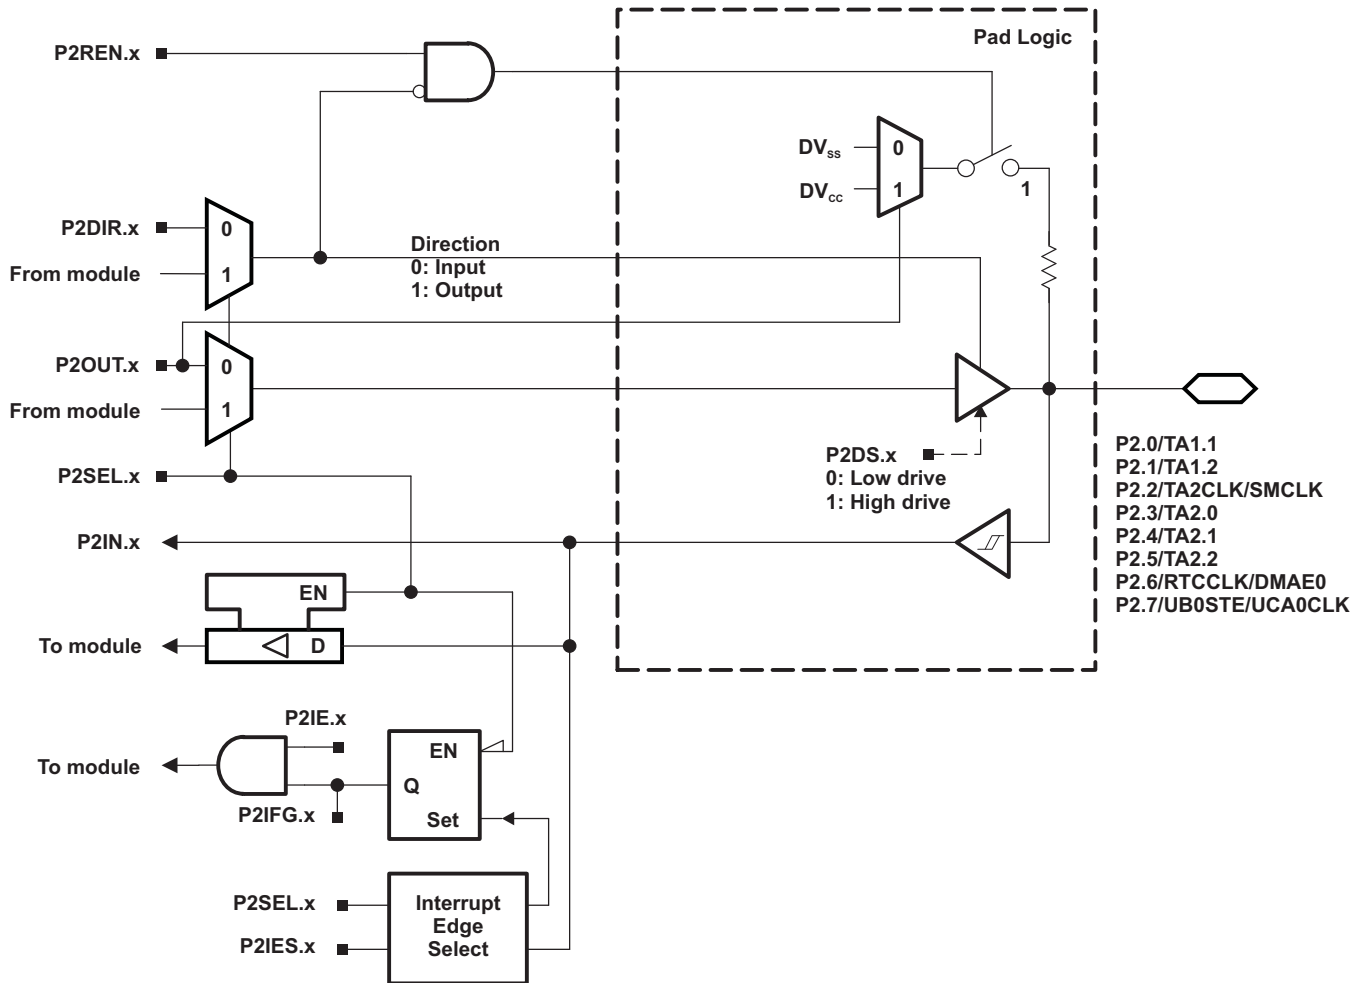 Pad Logic
P2REN.x
DVSS
0
DVCC
1
1
P2DIR.x
0
From module
1
Direction
0: Input
1: Output
P2OUT.x
0
From module
1
P2SEL.x
P2DS.x
0: Low drive
1: High drive
P2.0/TA1.1
P2.1/TA1.2
P2.2/TA2CLK/SMCLK
P2.3/TA2.0
P2.4/TA2.1
P2.5/TA2.2
P2.6/RTCCLK/DMAE0
P2.7/UB0STE/UCA0CLK
P2IN.x
EN
To module
D
P2IE.x
EN
To module
Q
P2IFG.x
Set
P2SEL.x
P2IES.x
Interrupt
Edge
Select